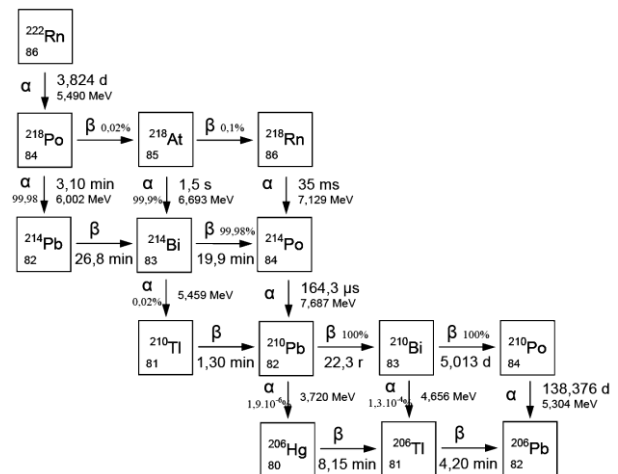 222Rn
86
α 3,824 d
5,490 MeV
218Po β 0,02% 218At β 0,1% 218Rn
84 85 86
α 3,10 min α 1,5 s α 35 ms
99,98 6,002 MeV 99,9% 6,693 MeV 7,129 MeV
214Pb β 214Bi β 99,98% 214Po
82 26,8 min 83 19,9 min 84
α 5,459 MeV α 164,3 µs
0,02% 7,687 MeV
210Tl β 210Pb β 100% 210Bi β 100% 210Po
81 1,30 min 82 22,3 r 83 5,013 d 84
α 3,720 MeV α 4,656 MeV α 138,376 d
1,9.10-6% 1,3.10-4% 5,304 MeV
206Hg β 206Tl β 206Pb
80 8,15 min 81 4,20 min 82